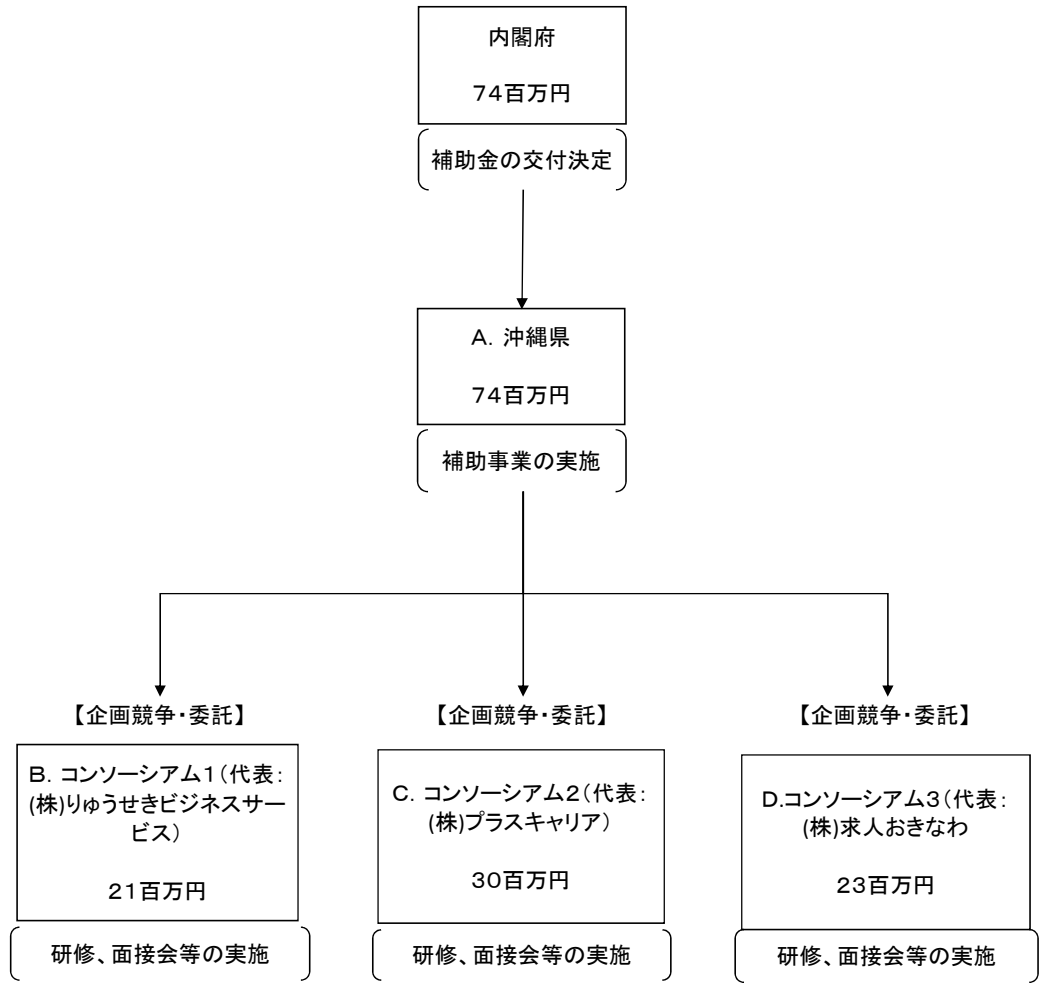 内閣府
７４百万円
補助金の交付決定
Ａ．沖縄県
７４百万円
補助事業の実施
【企画競争・委託】
【企画競争・委託】
【企画競争・委託】
Ｂ．コンソーシアム１（代表：
(株)りゅうせきビジネスサー
ビス）
２１百万円
研修、面接会等の実施
Ｃ．コンソーシアム２（代表：
(株)プラスキャリア）
３０百万円
研修、面接会等の実施
Ｄ.コンソーシアム３（代表：
(株)求人おきなわ
２３百万円
研修、面接会等の実施